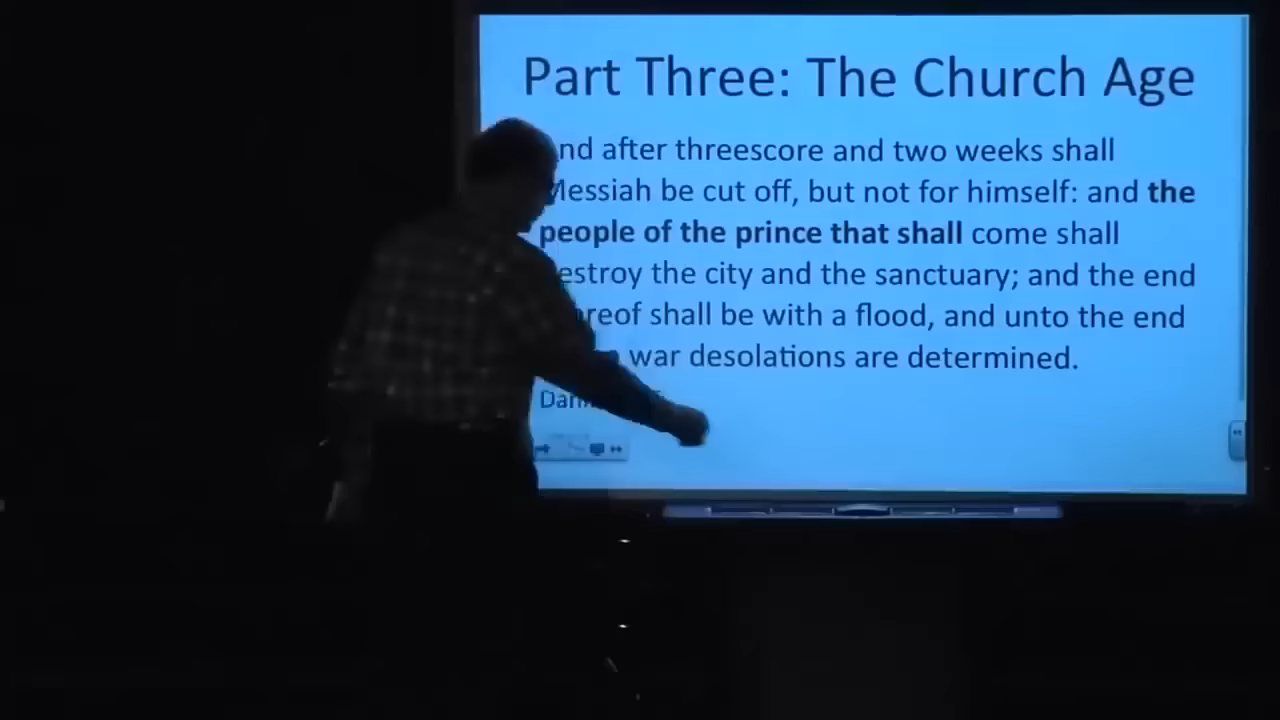 Part Three: The Church Age
nd after threescore and two weeks shall
Messiah be cut off, but not for himself: and the
people of the prince that shall come shall
estroy the city and the sanctuary; and the end
reof shall be with a flood, and unto the end
war desolations are determined.